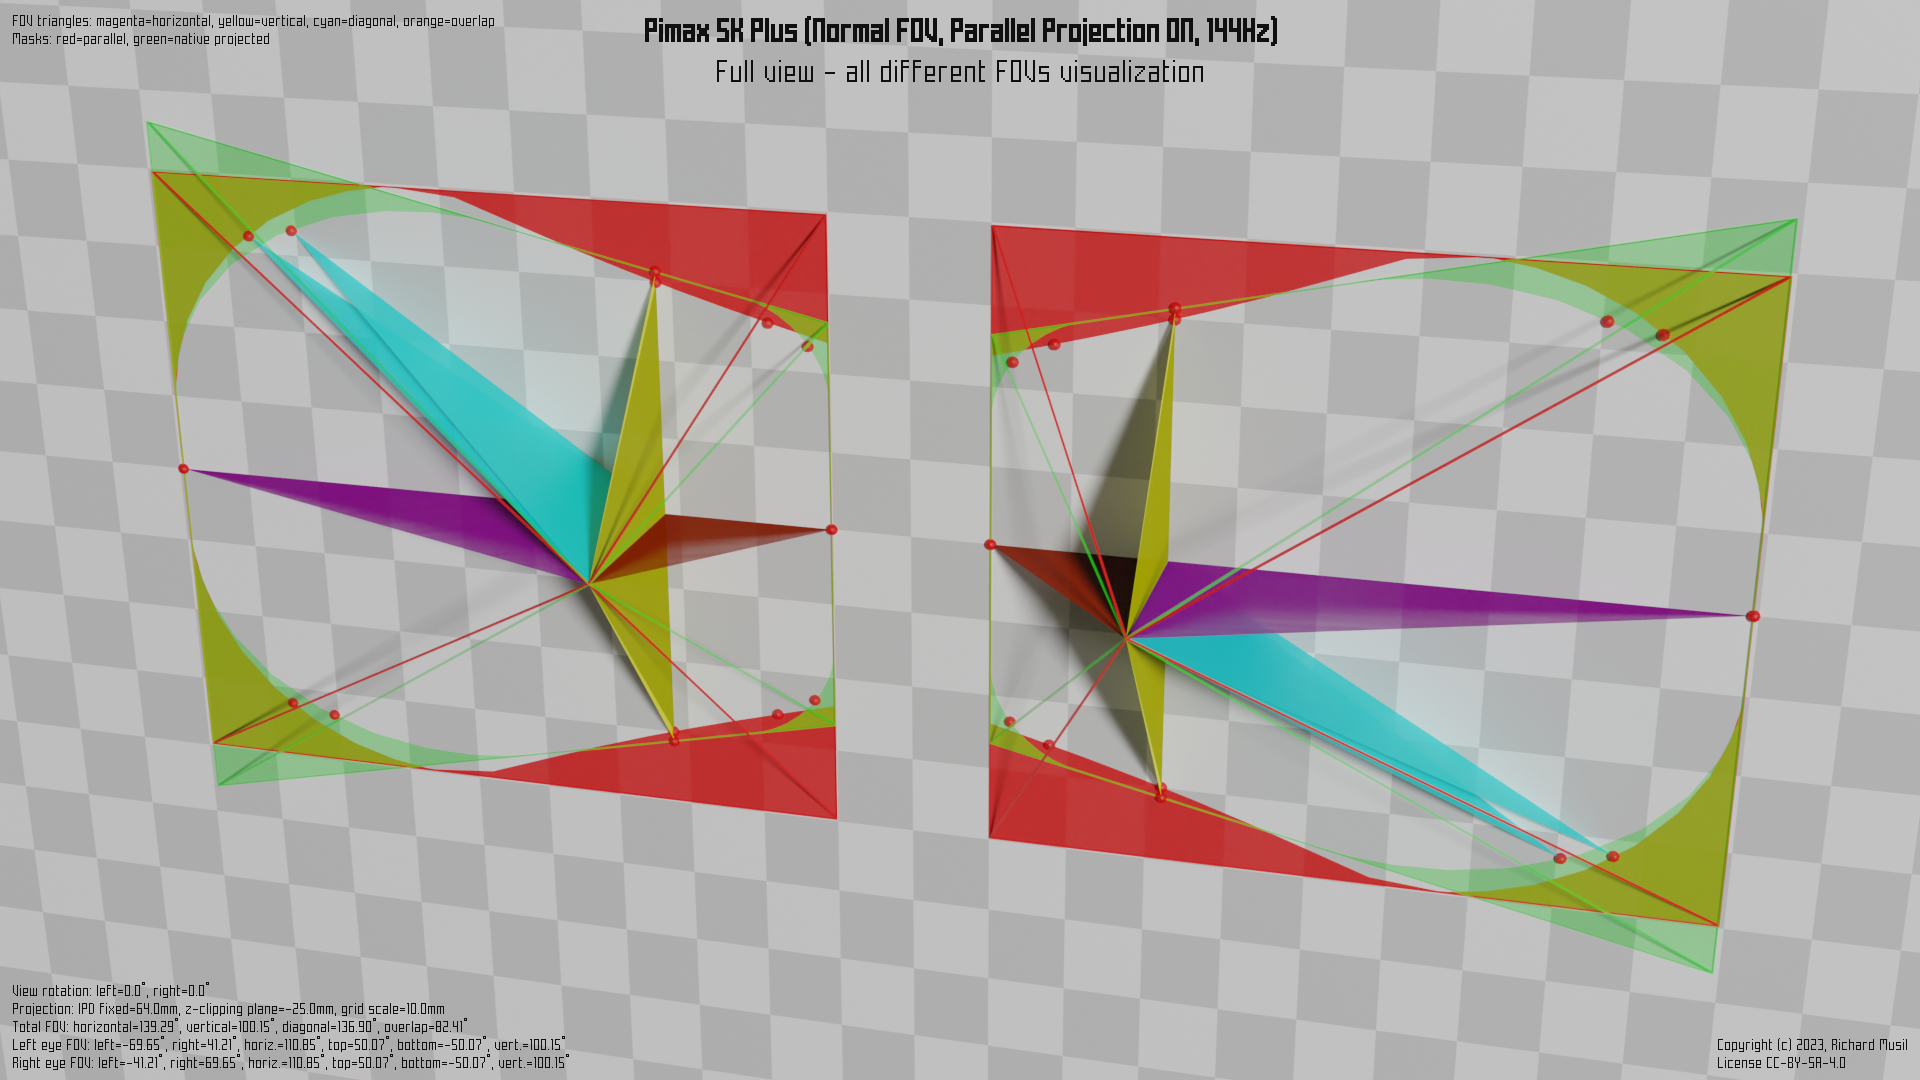 FOV triangles: magenta=horizontal, yellow=vertical, cyan=diagonal, orange=overlap
Masks: red=parallel, green=native projected
Pimax 5K Plus (Normal FOV, Parallel Projection ON, 144Hz)
Full view - all different FOVs visualization
View rotation: left=0.0°, right=0.0°
Projection: IPD fixed=64.0mm, z-clipping plane=-25.0mm, grid scale=10.0mm
Total FOV: horizontal=139.29°, vertical=100.15°, diagonal=136.90°, overlap=82.41°
Left eye FOV: left=-69.65°, right=41.21°, horiz.=110.85°, top=50.07°, bottom=-50.07°, vert.=100.15°
Right eye FOV: left=-41.21°, right=69.65°, horiz.=110.85°, top=50.07°, bottom=-50.07°, vert.=100.15°
Copyright (c) 2023, Richard Musil
License CC-BY-SA-4.0